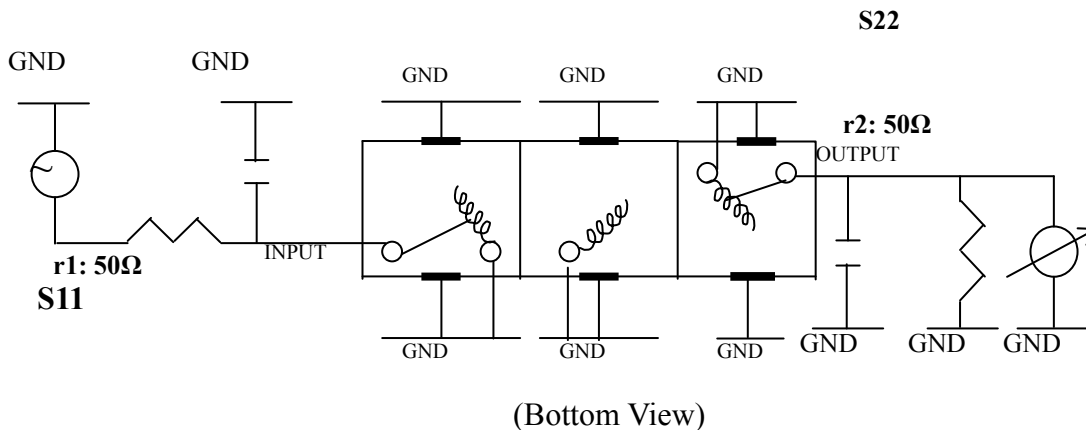 S22
GND
GND
GND
GND
GND
r2: 50Ω
OUTPUT
INPUT
r1: 50Ω
S11
GND
GND
GND
GND
GND
GND
(Bottom View)